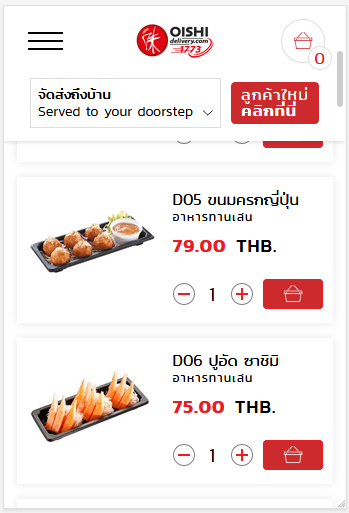 OISHI
delivery.com
1773
0
จัดส่งถึงบ้าน
Served to your doorstep
ลูกค้าใหม่
คลิกที่นี่
D05 ขนมครกญี่ปุ่น
อาหารทานเล่น
79.00 THB.
1
D06 ปูอัด ซาชิมิ
อาหารทานเล่น
75.00 THB.
1